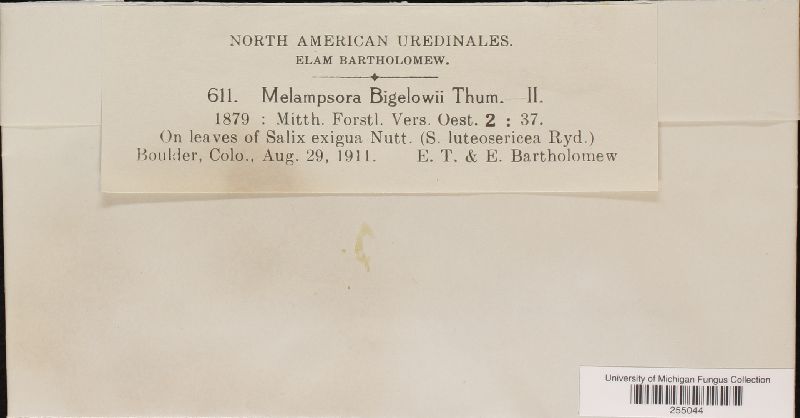 NORTH AMERICAN UREDINALES.
ELAM BARTHOLOMEW.
611. Melampsora Bigelowii Thum.—II.
1879 : Mitth. Forstl. Vers. Oest. 2 : 37.
On leaves of Salix exigua Nutt. (S. luteosericea Ryd.)
Boulder, Colo., Aug. 29, 1911. E. T. & E. Bartholomew
University of Michigan Fungus Collection
255044